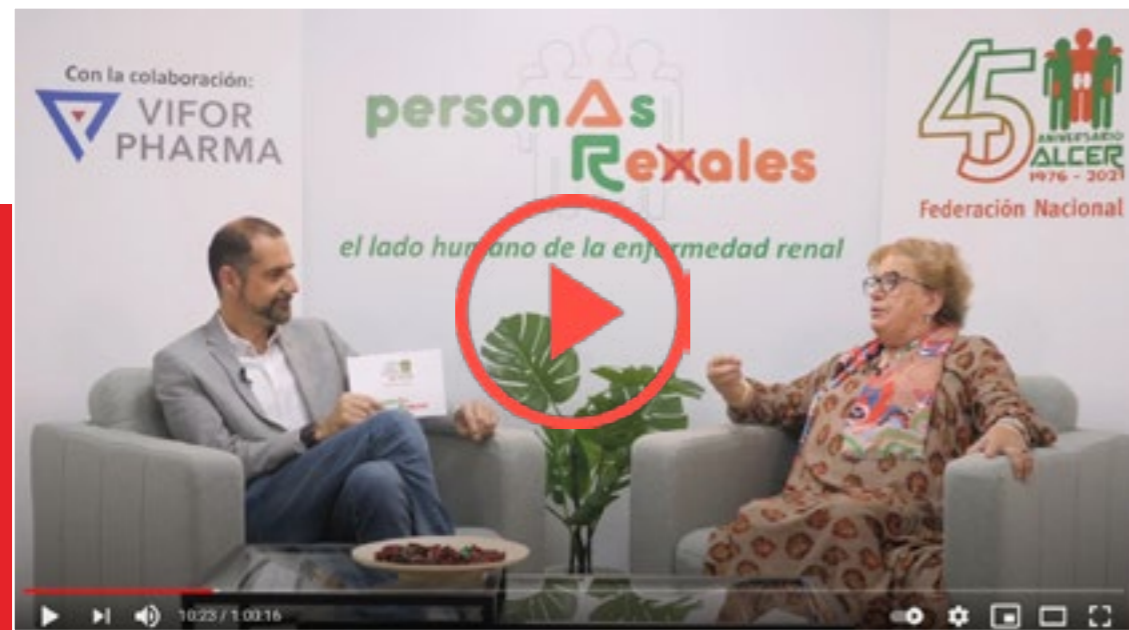 Con la colaboración:
VIFOR
PHARMA
personAs
Rexales
el lado humano de la enfermedad renal
45
ANIVERSARIO
ALCER
1976 - 2021
Federación Nacional
10:23 / 1:00:16